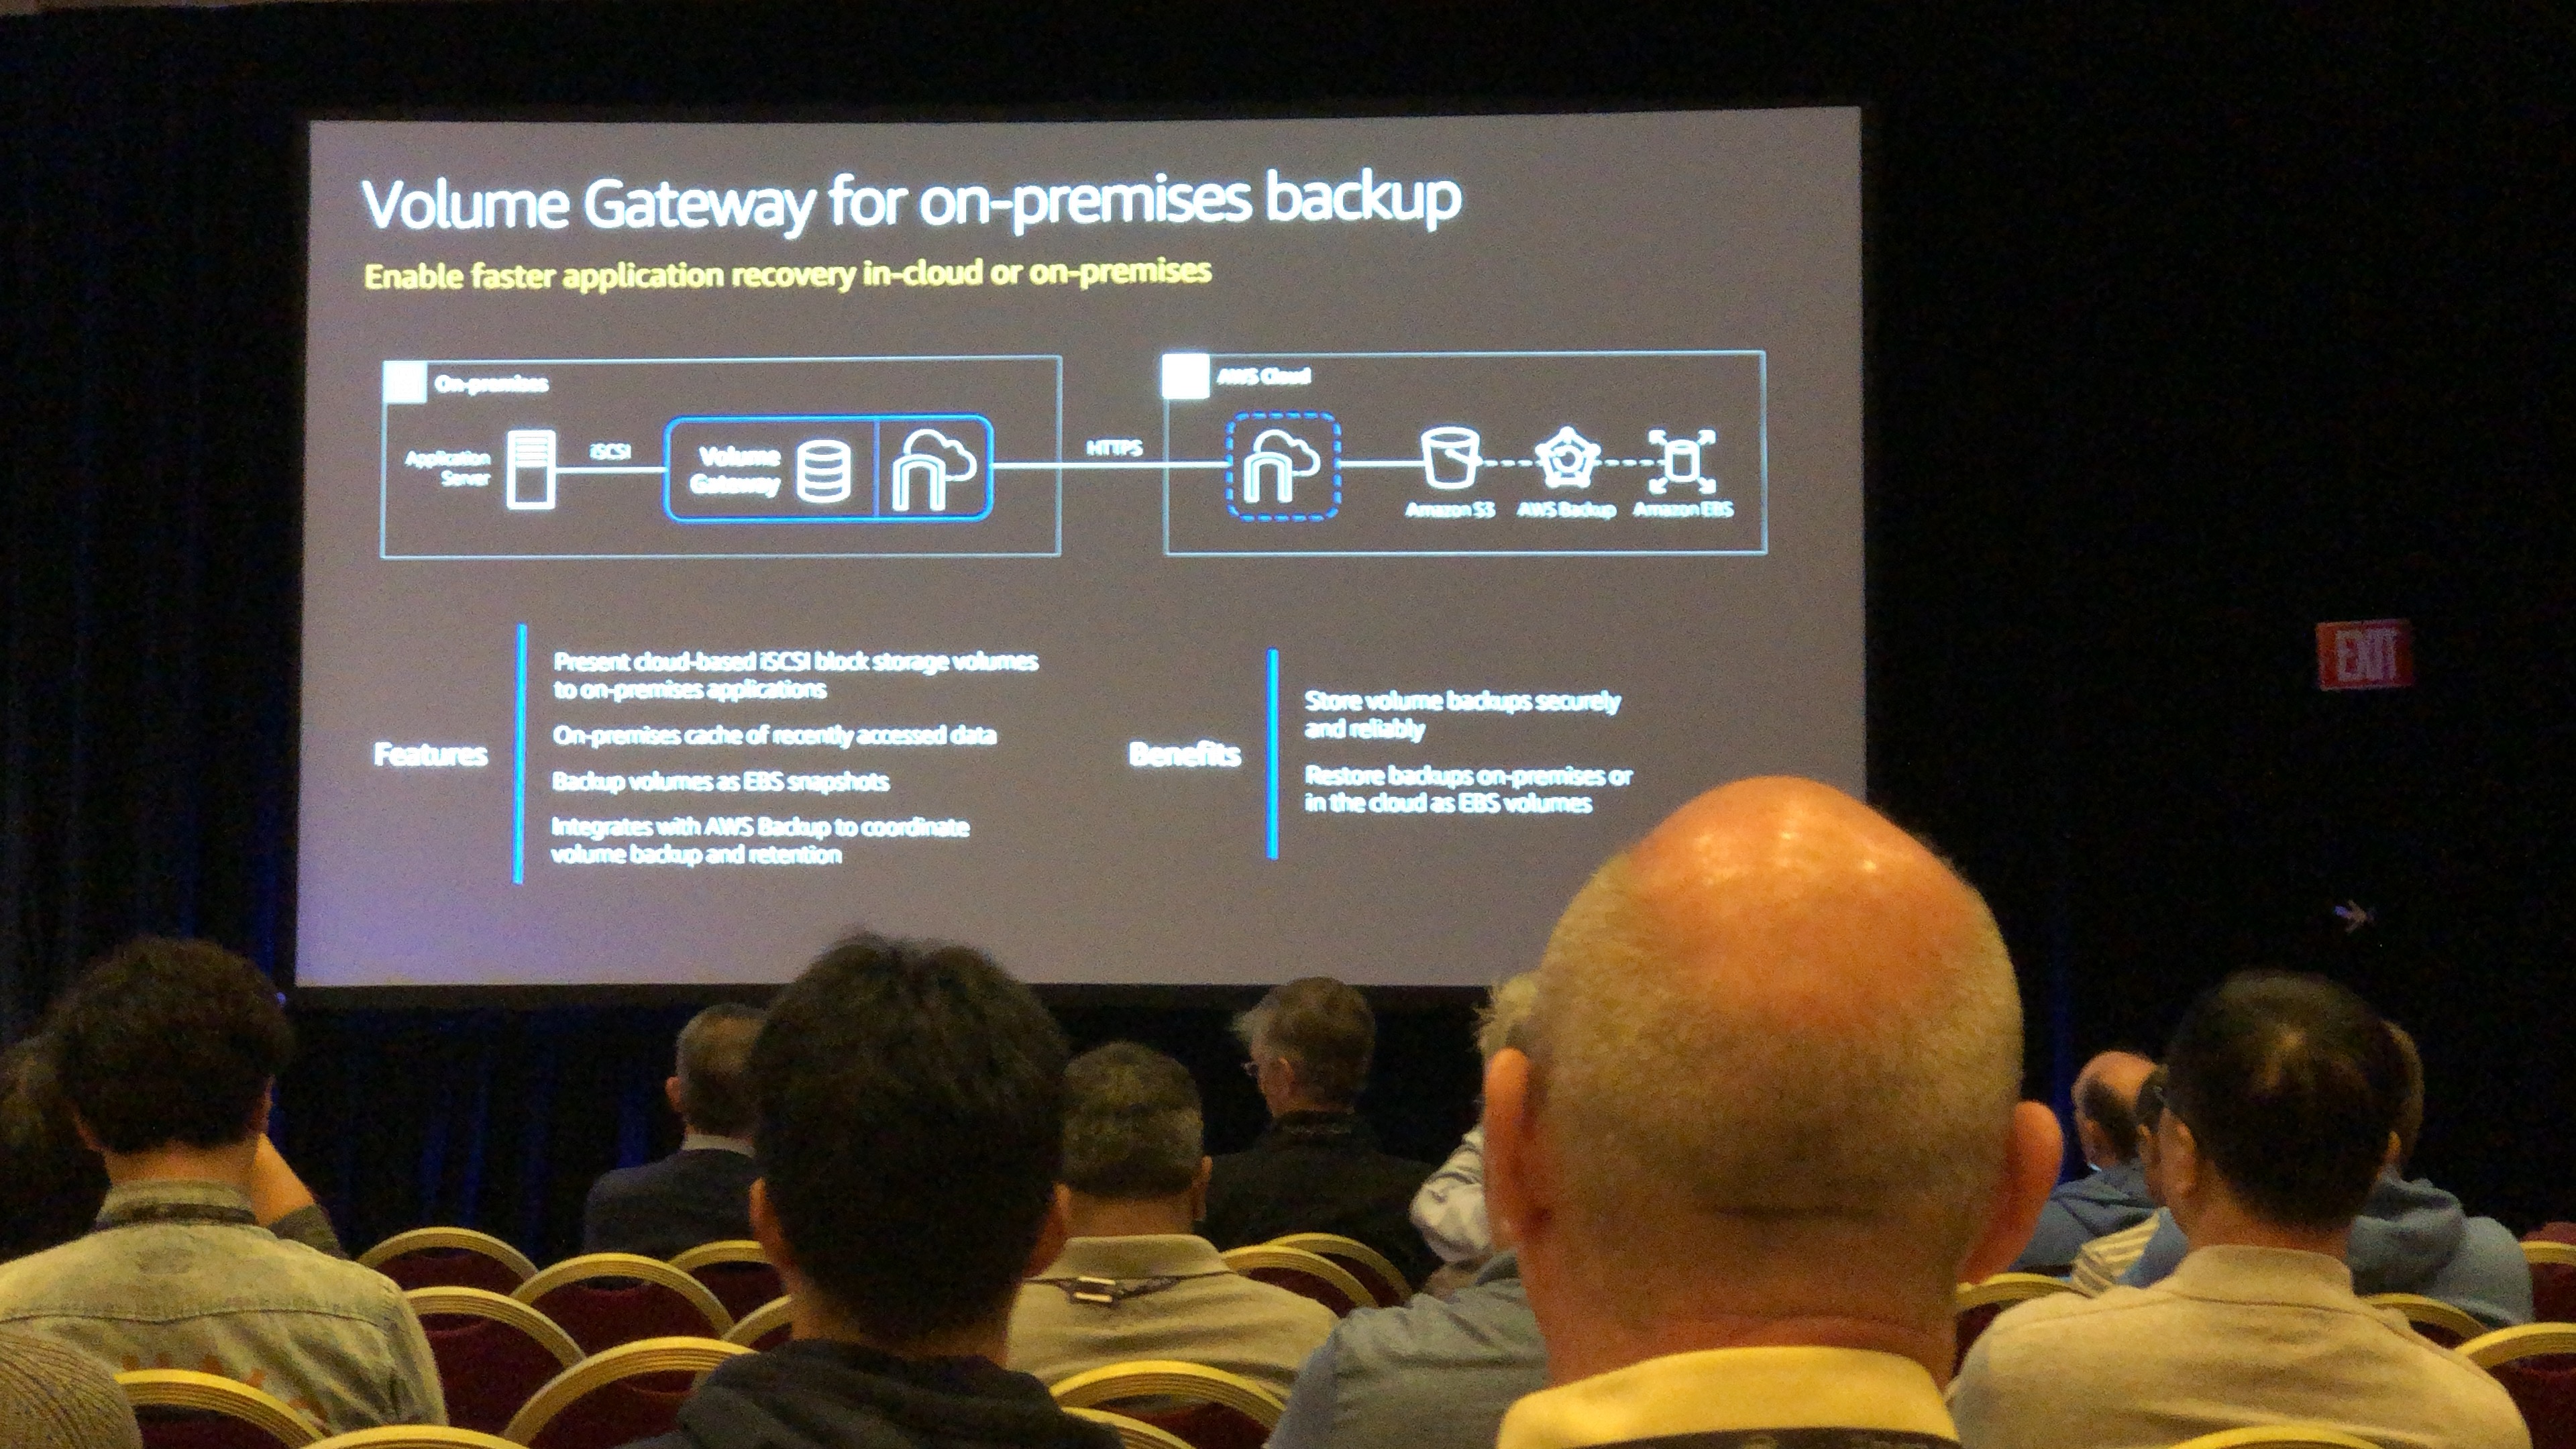 Volume Gateway for on-premises backup
Enable faster application recovery in-cloud or on-premises
On-premises
Application
Server
iSCSI
Volume
Gateway
HTTPS
AWS Cloud
Amazon S3
AWS Backup
Amazon EBS
Features
Present cloud-based iSCSI block storage volumes
to on-premises applications
On-premises cache of recently accessed data
Backup volumes as EBS snapshots
Integrates with AWS Backup to coordinate
volume backup and retention
Benefits
Store volume backups securely
and reliably
Restore backups on-premises or
in the cloud as EBS volumes
EXIT